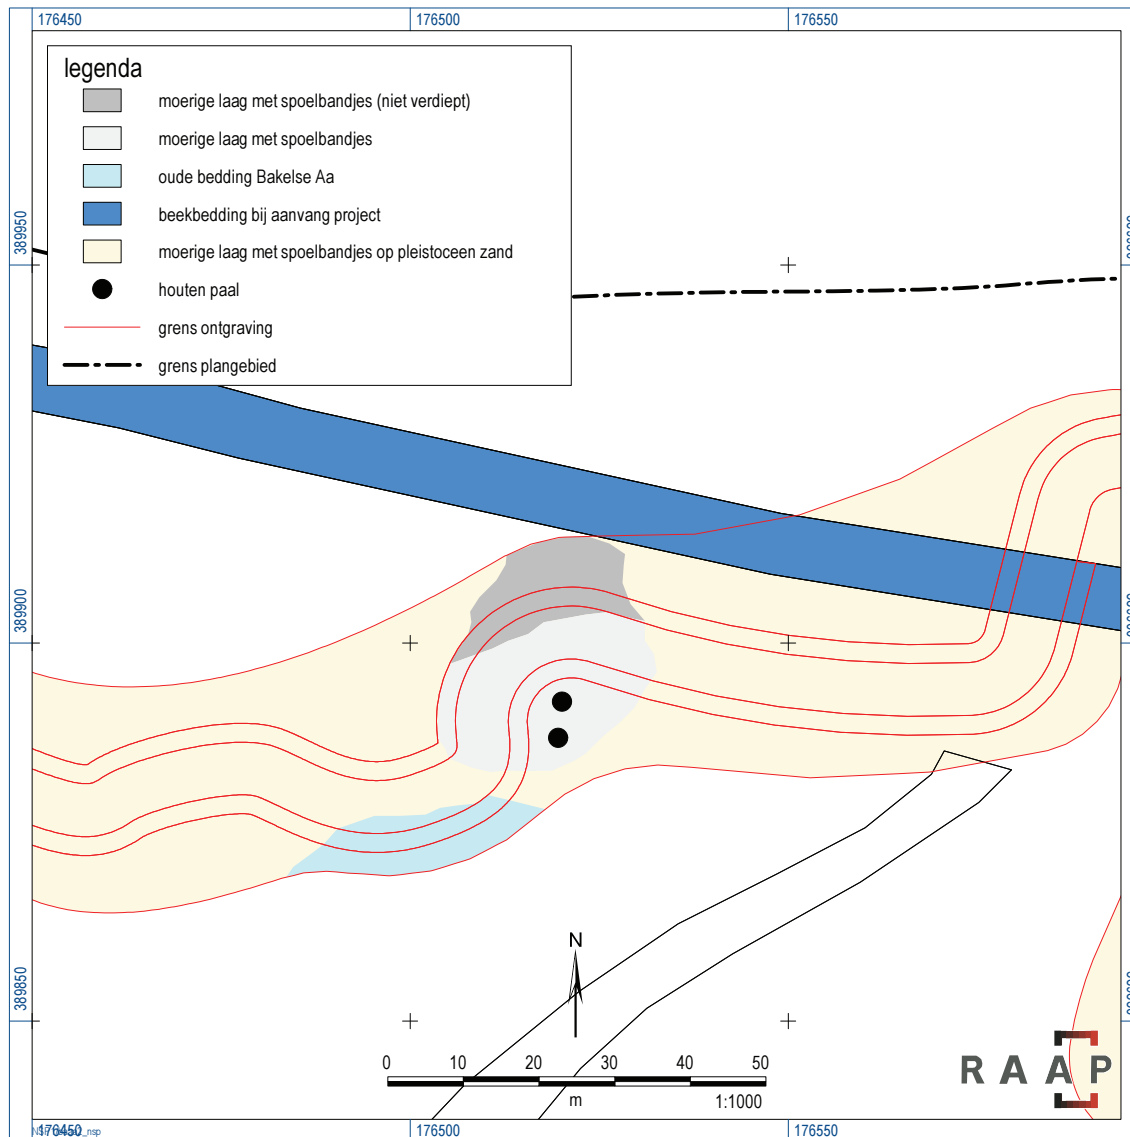 176450
176500
176550
legenda
moerige laag met spoelbandjes (niet verdiept)
moerige laag met spoelbandjes
oude bedding Bakelse Aa
beekbedding bij aanvang project
moerige laag met spoelbandjes op pleistoceen zand
houten paal
grens ontgraving
grens plangebied
389950
389900
389850
N
0 10 20 30 40 50
m
1:1000
RAAP
176450
176500
176550